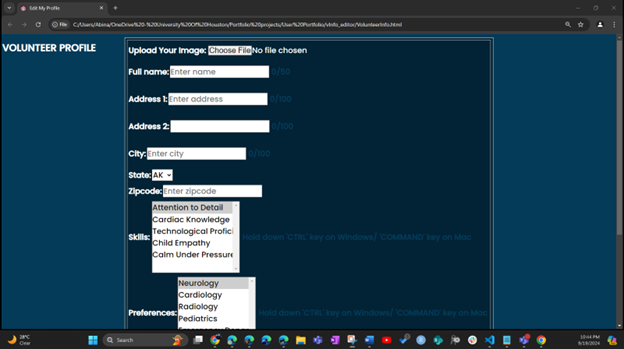 Edit My Profile
File
C:/Users/Abina/OneDrive%20-%20University%20Of%20Houston/Portfolio%20projects/User%20Portfolio/vInfo_editor/VolunteerInfo.html
VOLUNTEER PROFILE
Upload Your Image: Choose File No file chosen
Full name: Enter name 0/50
Address 1: Enter address 0/100
Address 2: 0/100
City: Enter city 0/100
State: AK
Zipcode: Enter zipcode
Attention to Detail
Cardiac Knowledge
Technological Profici
Skills: Child Empathy Hold down 'CTRL' key on Windows/ 'COMMAND' key on Mac
Calm Under Pressure
Neurology
Cardiology
Radiology
Preferences: Pediatrics Hold down 'CTRL' key on Windows/ 'COMMAND' key on Mac
28°C
Clear
Search
10:44 PM
9/19/2024